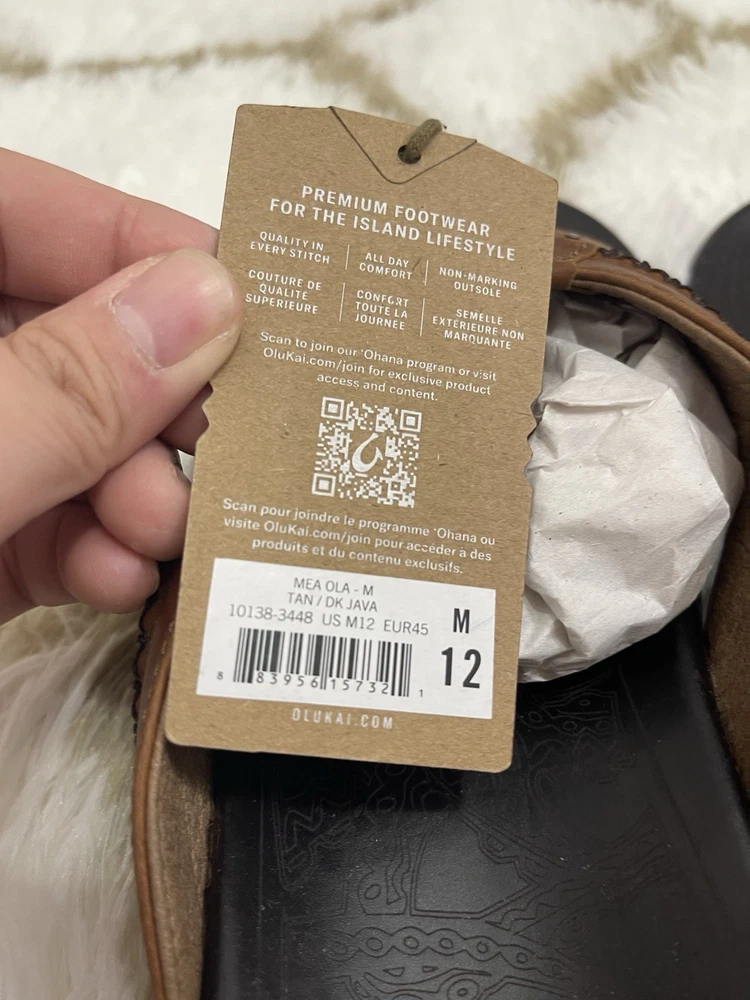 PREMIUM FOOTWEAR
FOR THE ISLAND LIFESTYLE
QUALITY IN
EVERY STITCH
ALL DAY
COMFORT
NON-MARKING
OUTSOLE
COUTURE DE
QUALITE
SUPERIEURE
CONFORT
TOUTE LA
JOURNÉE
SEMELLE
EXTERIEURE NON
MARQUANTE
Scan to join our 'Ohana program or visit
OluKai.com/join for exclusive product
access and content.
Scan pour joindre le programme 'Ohana ou
visite OluKai.com/join pour accéder à des
produits et du contenu exclusifs.
MEA OLA - M
TAN / DK JAVA
10138-3448 US M12 EUR45
M
12
8 83956 15732 1
OLUKAI.COM